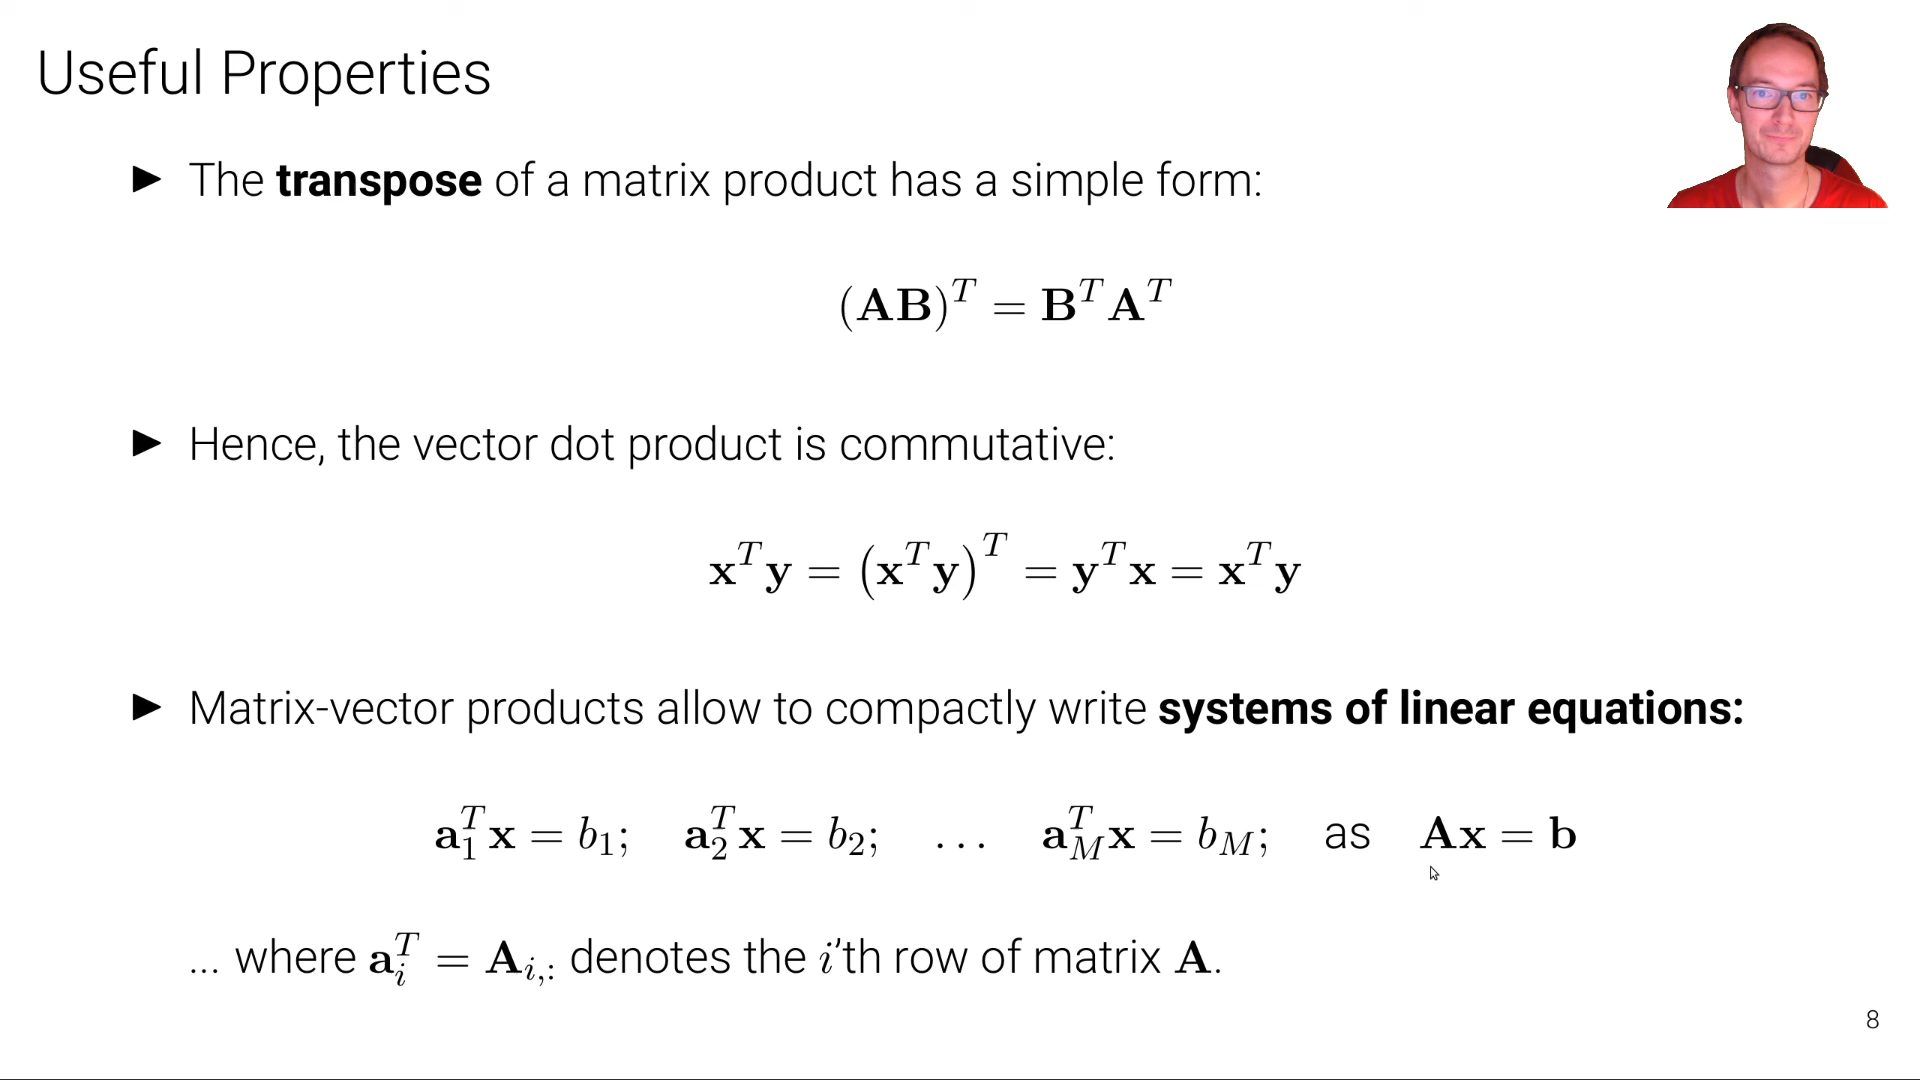 Useful Properties
► The transpose of a matrix product has a simple form:
(AB)^T = B^T A^T
► Hence, the vector dot product is commutative:
x^T y = (x^T y)^T = y^T x = x^T y
► Matrix-vector products allow to compactly write systems of linear equations:
a_1^T x = b_1; a_2^T x = b_2; ... a_M^T x = b_M; as Ax = b
... where a_i^T = A_{i,:} denotes the i'th row of matrix A.
8